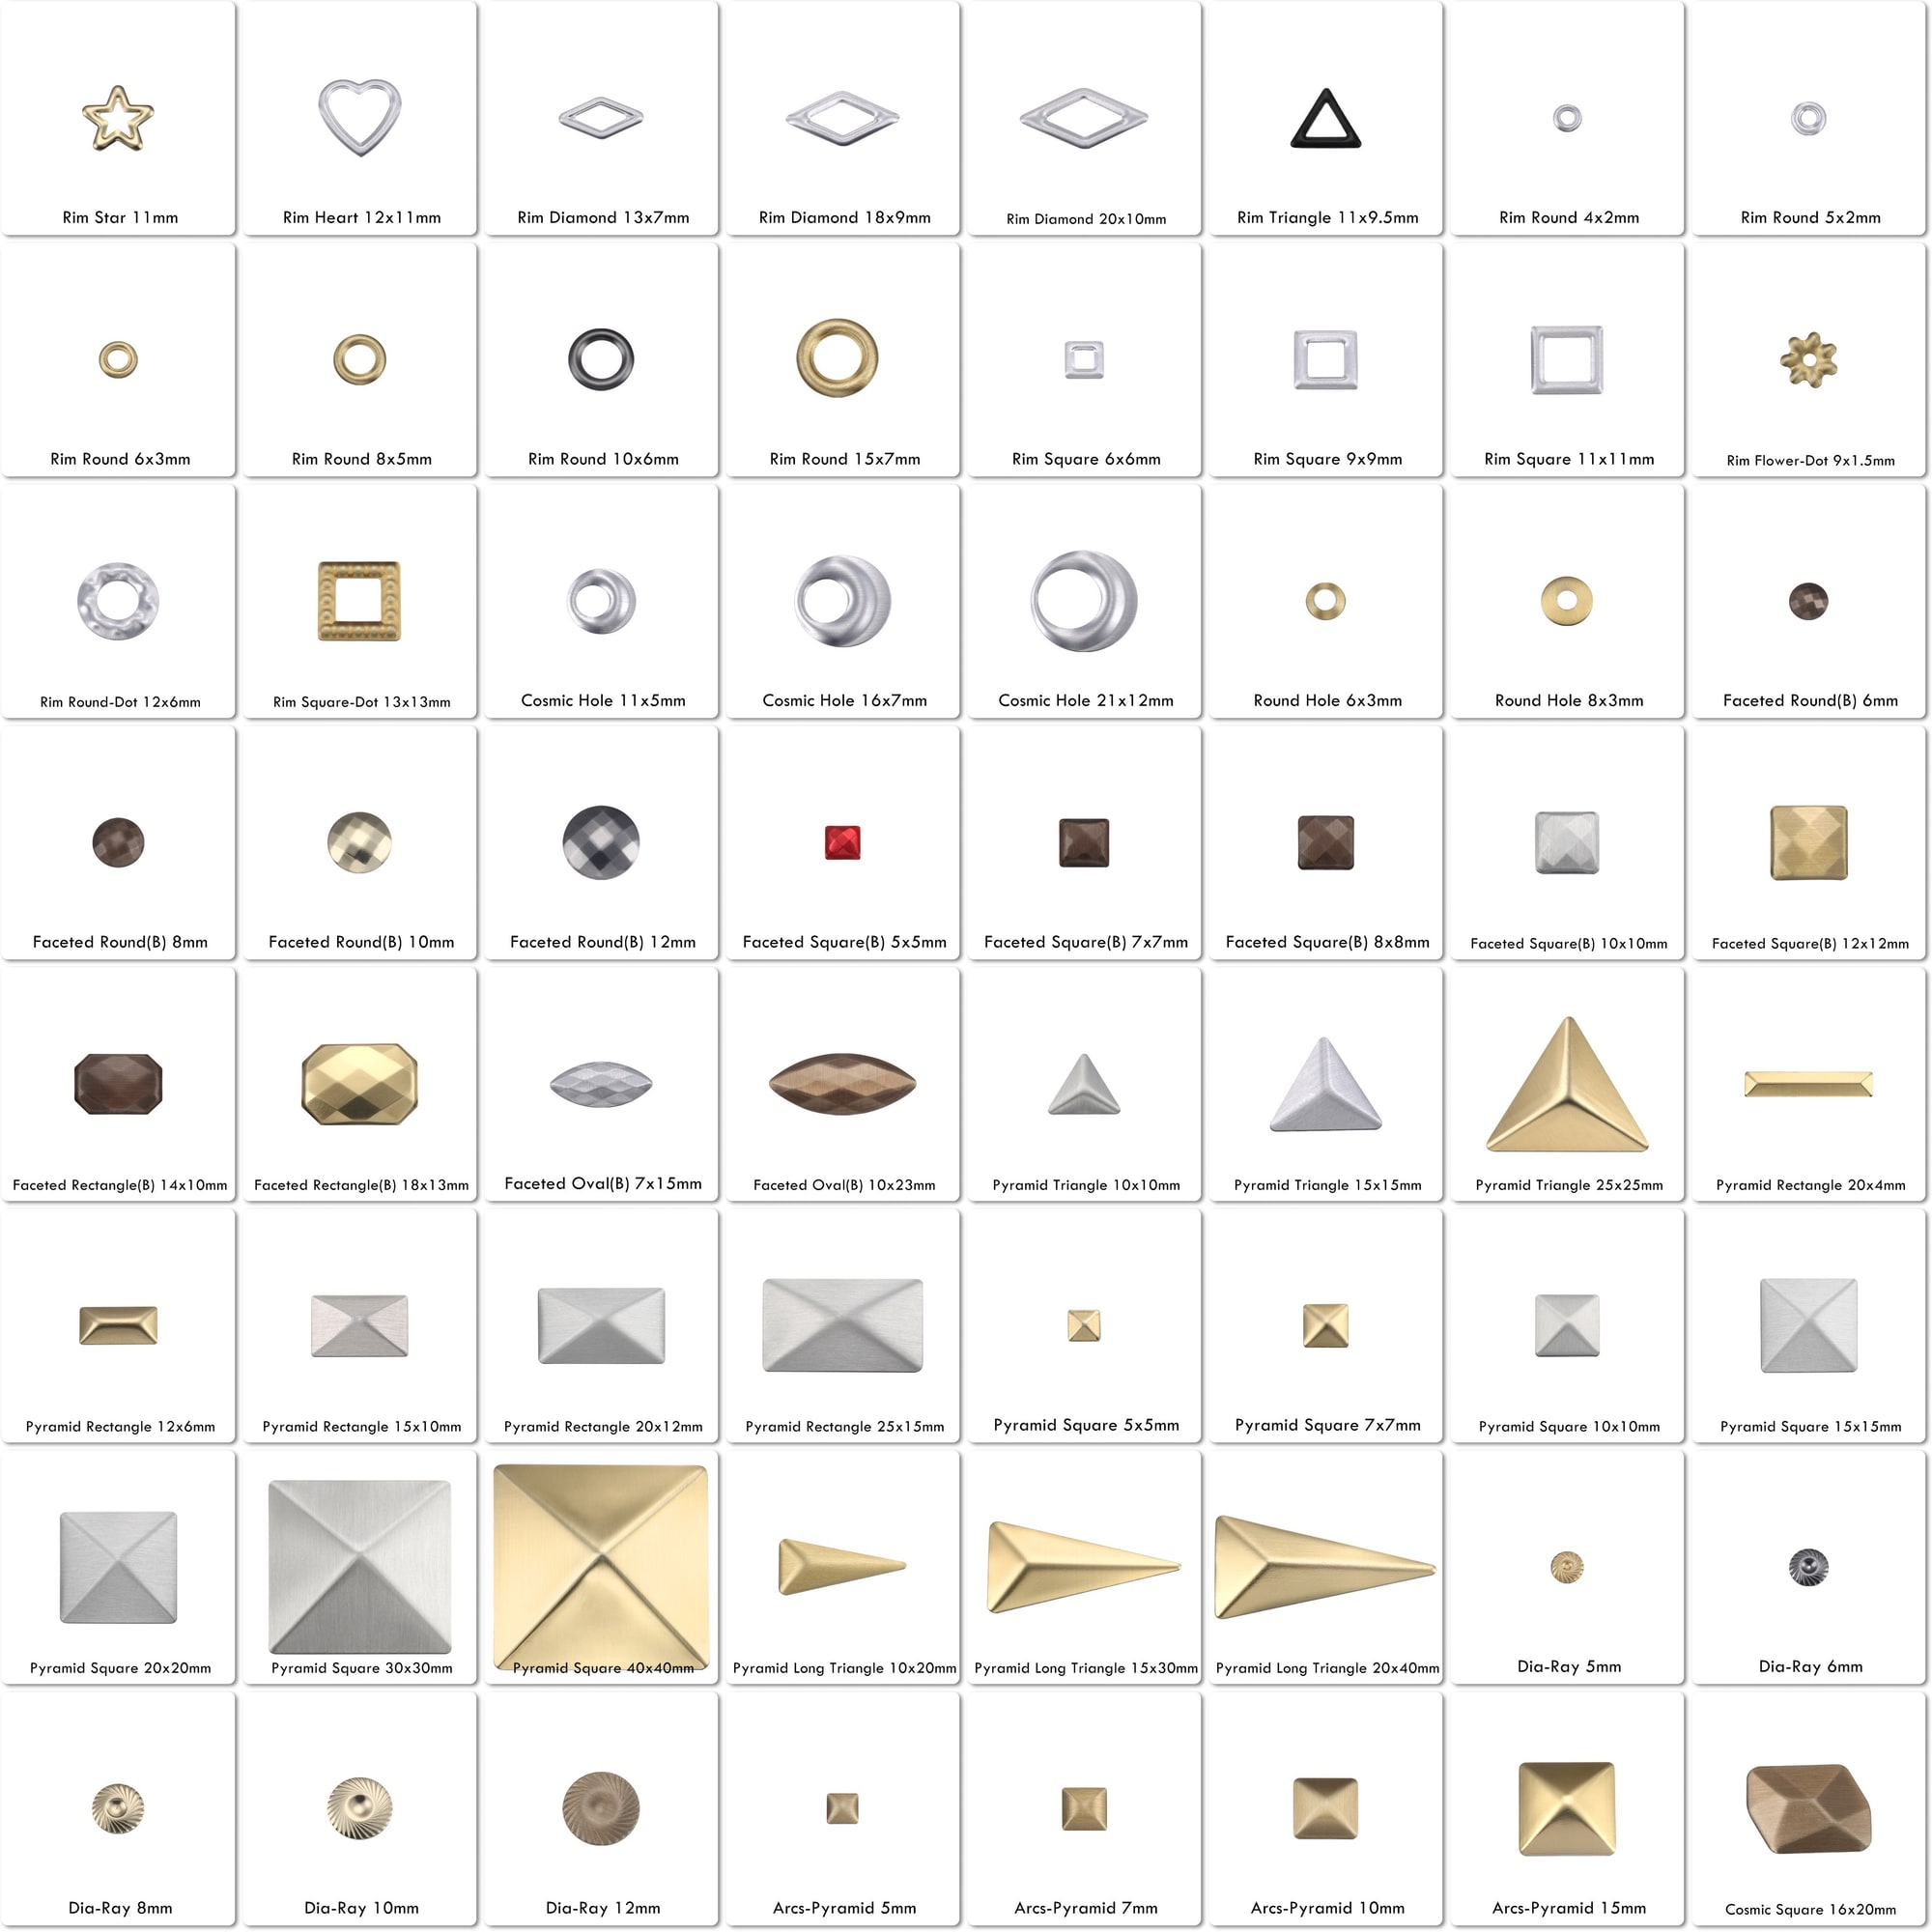 Rim Star 11mm
Rim Heart 12x11mm
Rim Diamond 13x7mm
Rim Diamond 18x9mm
Rim Diamond 20x10mm
Rim Triangle 11x9.5mm
Rim Round 4x2mm
Rim Round 5x2mm
Rim Round 6x3mm
Rim Round 8x5mm
Rim Round 10x6mm
Rim Round 15x7mm
Rim Square 6x6mm
Rim Square 9x9mm
Rim Square 11x11mm
Rim Flower-Dot 9x1.5mm
Rim Round-Dot 12x6mm
Rim Square-Dot 13x13mm
Cosmic Hole 11x5mm
Cosmic Hole 16x7mm
Cosmic Hole 21x12mm
Round Hole 6x3mm
Round Hole 8x3mm
Faceted Round(B) 6mm
Faceted Round(B) 8mm
Faceted Round(B) 10mm
Faceted Round(B) 12mm
Faceted Square(B) 5x5mm
Faceted Square(B) 7x7mm
Faceted Square(B) 8x8mm
Faceted Square(B) 10x10mm
Faceted Square(B) 12x12mm
Faceted Rectangle(B) 14x10mm
Faceted Rectangle(B) 18x13mm
Faceted Oval(B) 7x15mm
Faceted Oval(B) 10x23mm
Pyramid Triangle 10x10mm
Pyramid Triangle 15x15mm
Pyramid Triangle 25x25mm
Pyramid Rectangle 20x4mm
Pyramid Rectangle 12x6mm
Pyramid Rectangle 15x10mm
Pyramid Rectangle 20x12mm
Pyramid Rectangle 25x15mm
Pyramid Square 5x5mm
Pyramid Square 7x7mm
Pyramid Square 10x10mm
Pyramid Square 15x15mm
Pyramid Square 20x20mm
Pyramid Square 30x30mm
Pyramid Square 40x40mm
Pyramid Long Triangle 10x20mm
Pyramid Long Triangle 15x30mm
Pyramid Long Triangle 20x40mm
Dia-Ray 5mm
Dia-Ray 6mm
Dia-Ray 8mm
Dia-Ray 10mm
Dia-Ray 12mm
Arcs-Pyramid 5mm
Arcs-Pyramid 7mm
Arcs-Pyramid 10mm
Arcs-Pyramid 15mm
Cosmic Square 16x20mm